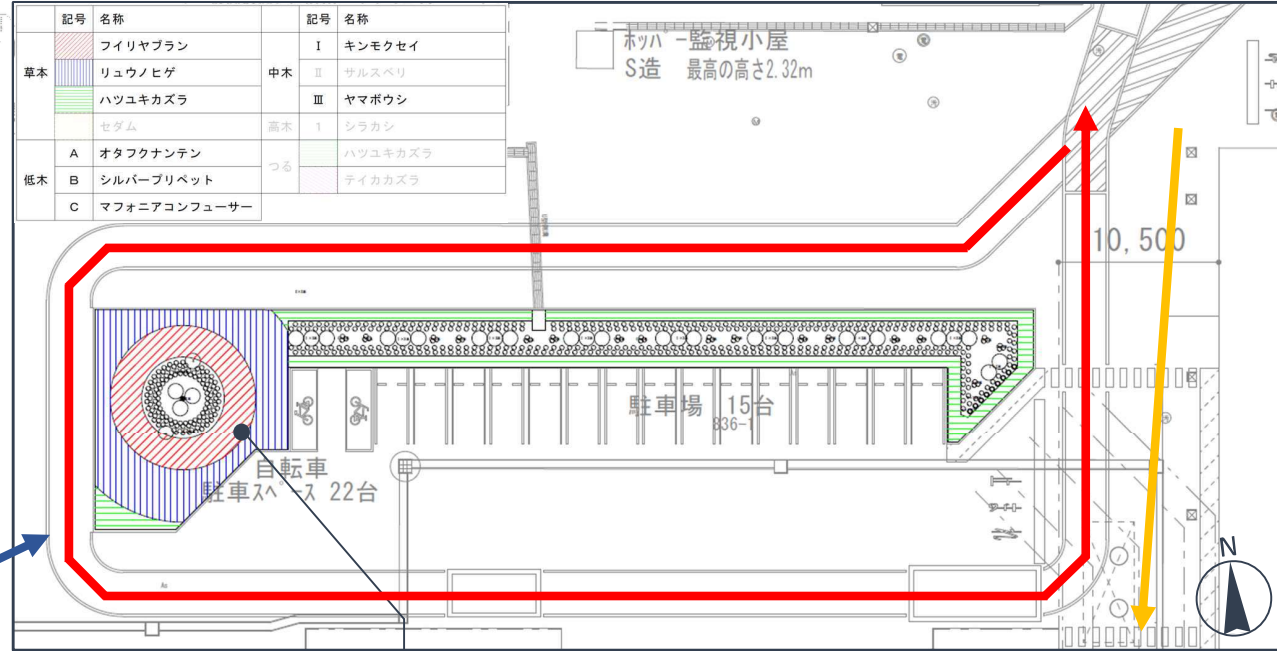 記号 名称 記号 名称
草本 フイリヤブラン 中木 I キンモクセイ
リュウノヒゲ II サルスベリ
ハツユキカズラ III ヤマボウシ
セダム 高木 1 シラカシ
低木 A オタフクナンテン つる ハツユキカズラ
B シルバープリペット テイカカズラ
C マフォニアコンフューサー
ホッパー監視小屋
S造 最高の高さ2.32m
10,500
駐車場 15台
836-1
自転車
駐車スペース 22台
As
N